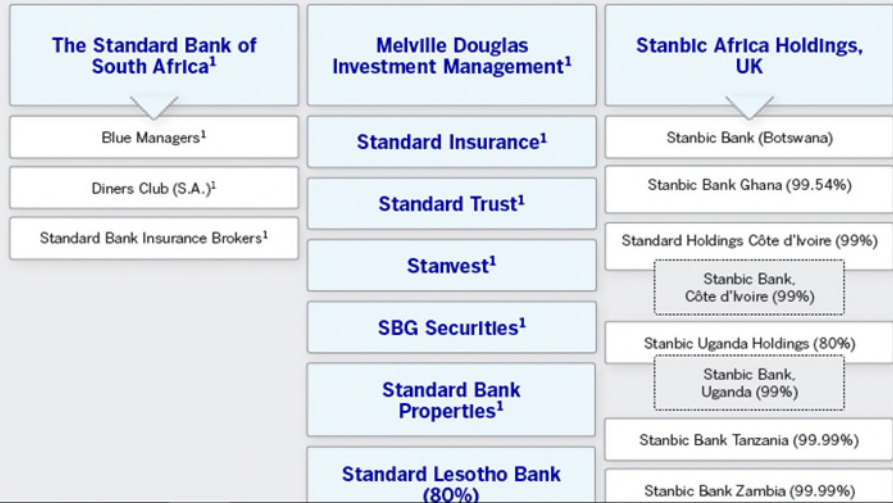 The Standard Bank of
South Africa¹
Blue Managers¹
Diners Club (S.A.)¹
Standard Bank Insurance Brokers¹
Melville Douglas
Investment Management¹
Standard Insurance¹
Standard Trust¹
Stanvest¹
SBG Securities¹
Standard Bank
Properties¹
Standard Lesotho Bank
(80%)
Stanbic Africa Holdings,
UK
Stanbic Bank (Botswana)
Stanbic Bank Ghana (99.54%)
Standard Holdings Côte d'Ivoire (99%)
Stanbic Bank,
Côte d'Ivoire (99%)
Stanbic Uganda Holdings (80%)
Stanbic Bank,
Uganda (99%)
Stanbic Bank Tanzania (99.99%)
Stanbic Bank Zambia (99.99%)